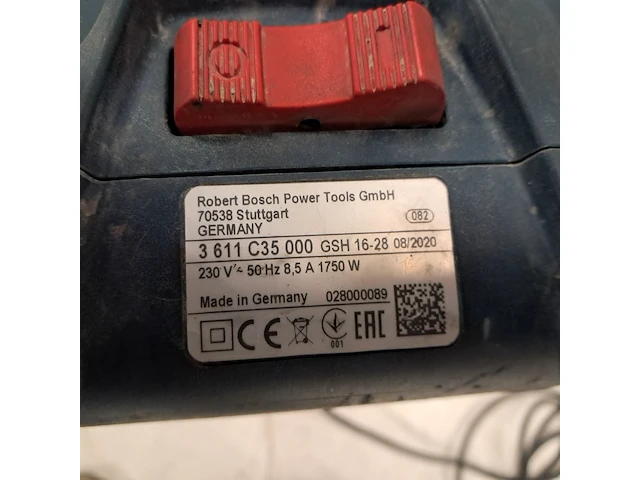 Robert Bosch Power Tools GmbH
70538 Stuttgart
GERMANY
082
3 611 C35 000 GSH 16-28 08/2020
230 V~ 50 Hz 8,5 A 1750 W
Made in Germany 028000089
CE 001 EAC